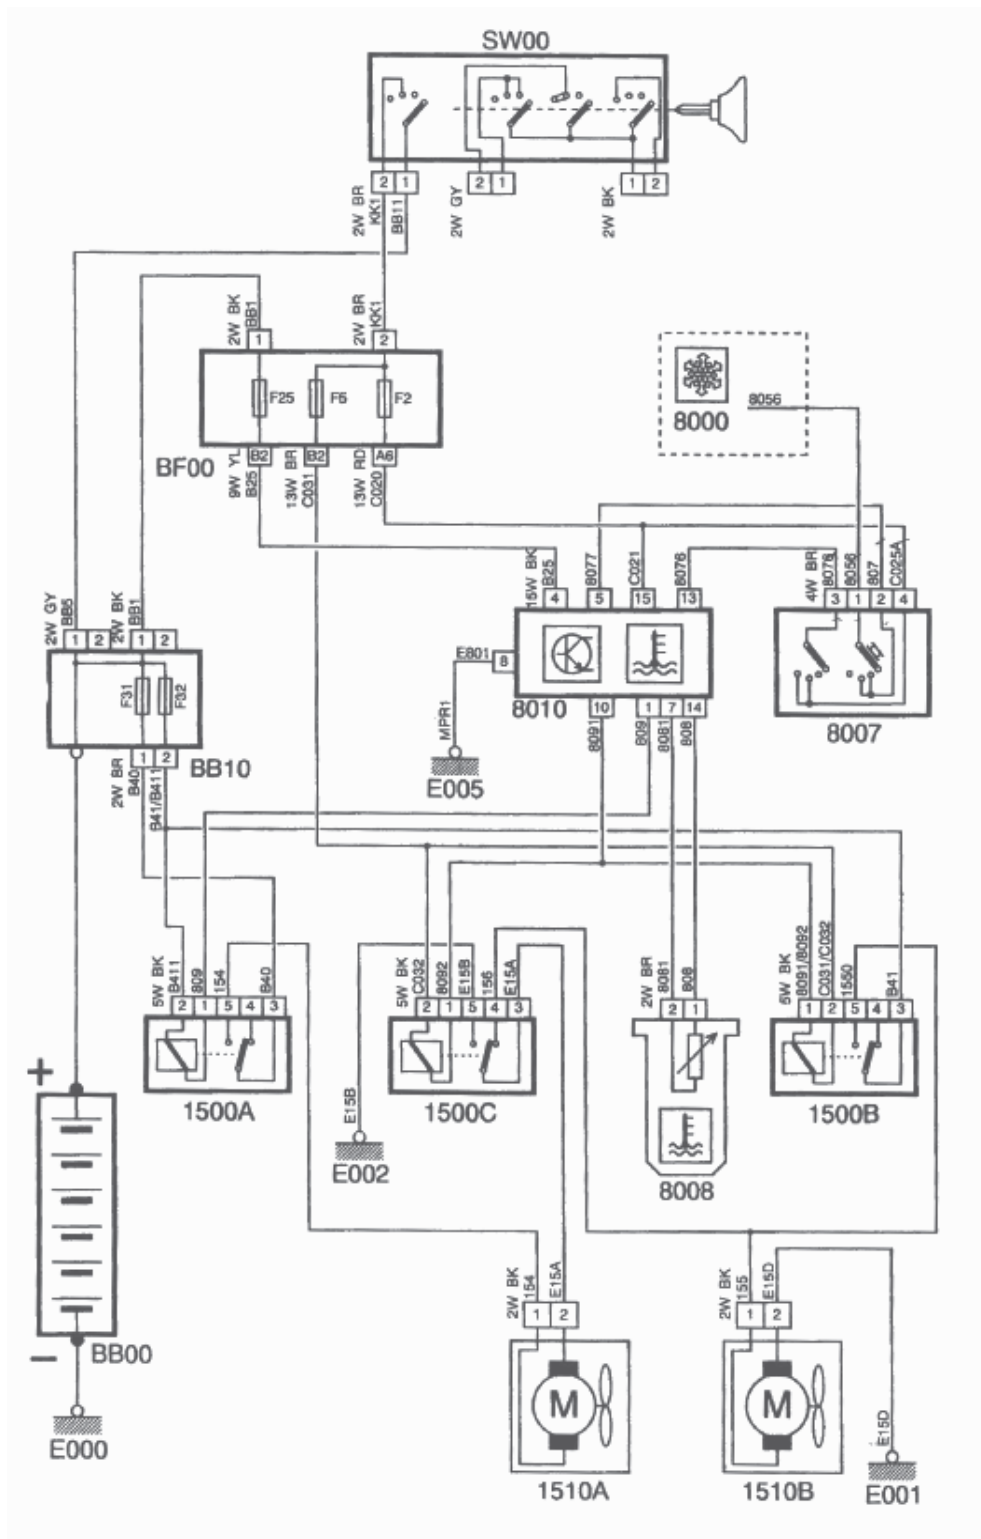 SW00
2 1
2 1
1 2
2W BR
KK1
BB11
2W GY
2W BK
2W BK
BB1
2W BR
KK1
1
2
F25
F2
8056
8000
BF00
9W YL
B25
13W BR
C031
13W RD
C020
B2
A6
2W GY
BB5
2W BK
BB1
1 2
1 2
15W BK
B25
8077
C021
8076
4W BR
8076
8056
807
C025A
4
5
15
13
3 1 2 4
E801
8
MPR1
E005
8010
10
1 7 14
8091
809
8081
808
8007
F31
F32
BB10
1 2
2W BR
B40
B41/B411
5W BK
B411
809
154
B40
2 1 5 4 3
1500A
5W BK
C032
8092
E15B
155
E15A
2 1 5 4 3
1500C
E15B
E002
2W BR
8081
808
2 1
8008
5W BK
8091/8092
C031/C032
1550
B41
1 2 5 4 3
1500B
+
−
BB00
E000
2W BK
154
E15A
1 2
M
1510A
2W BK
155
E15D
1 2
M
1510B
E15D
E001